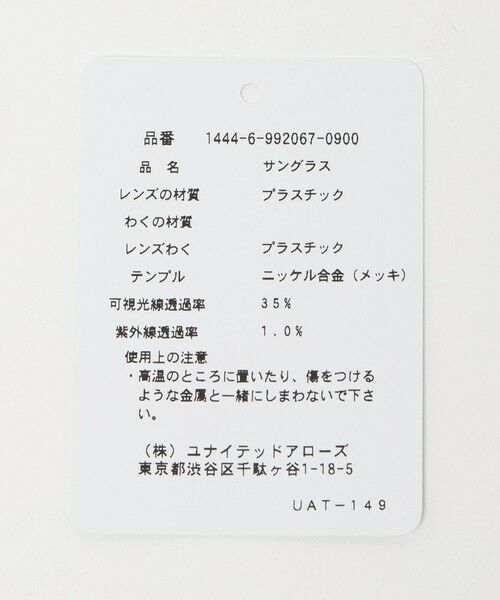 品番 1444-6-992067-0900
品 名 サングラス
レンズの材質 プラスチック
わくの材質
レンズわく プラスチック
テンプル ニッケル合金（メッキ）
可視光線透過率 35%
紫外線透過率 1.0%
使用上の注意
・高温のところに置いたり、傷をつける
ような金属と一緒にしまわないで下さ
い。
（株）ユナイテッドアローズ
東京都渋谷区千駄ヶ谷1-18-5
UAT-149